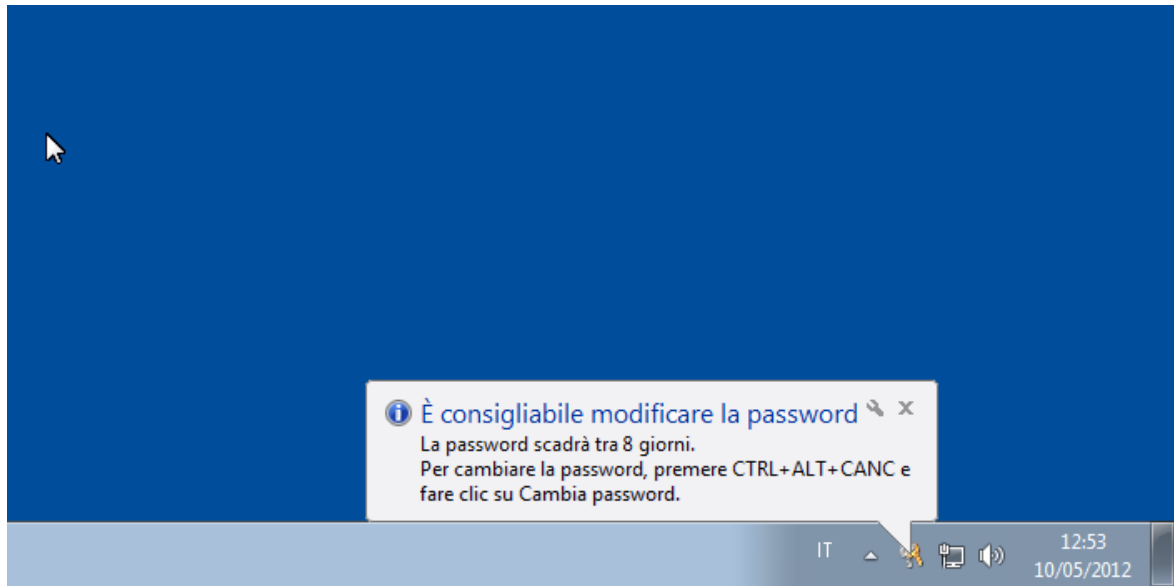 È consigliabile modificare la password
La password scadrà tra 8 giorni.
Per cambiare la password, premere CTRL+ALT+CANC e
fare clic su Cambia password.
IT
12:53
10/05/2012